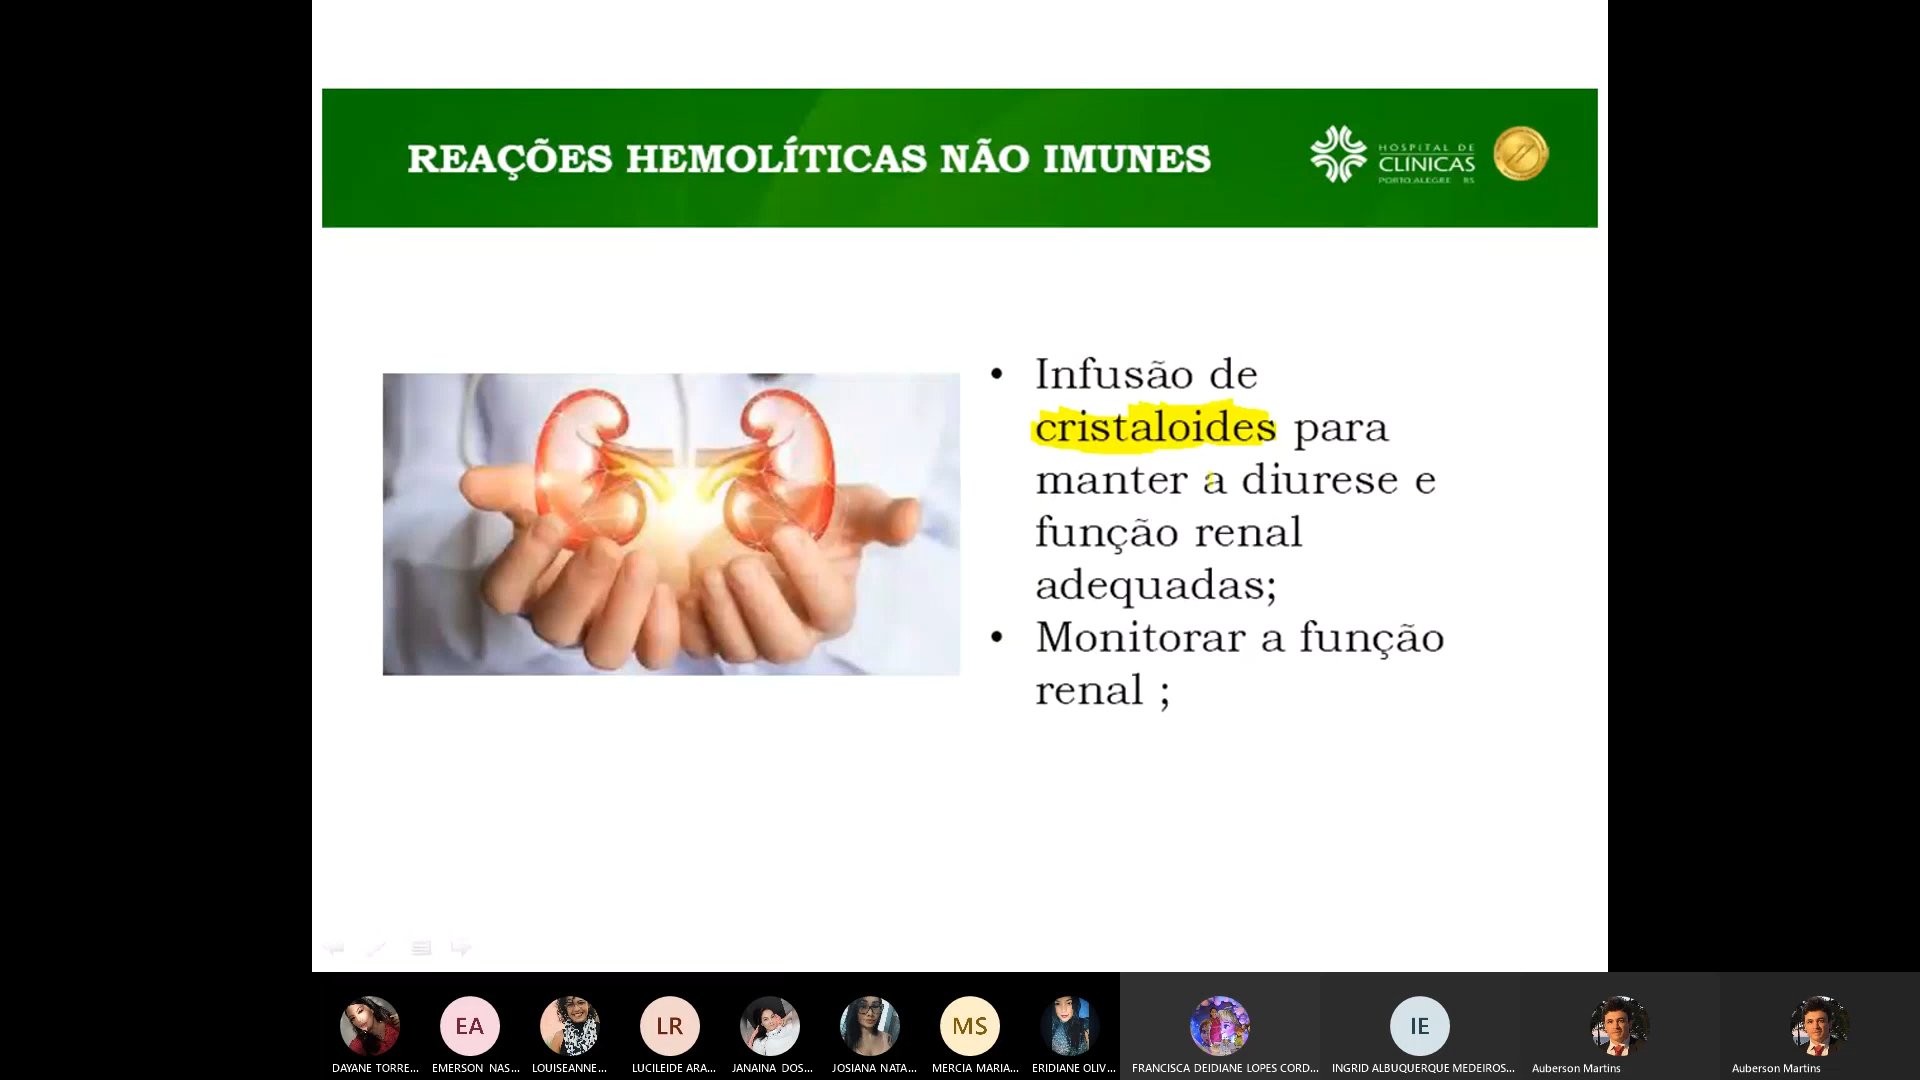 REAÇÕES HEMOLÍTICAS NÃO IMUNES
HOSPITAL DE
CLINICAS
PORTO ALEGRE RS
• Infusão de
cristaloides para
manter a diurese e
função renal
adequadas;
• Monitorar a função
renal ;
EA
LR
MS
IE
DAYANE TORRE...
EMERSON NAS...
LOUISEANNE...
LUCILEIDE ARA...
JANAINA DOS...
JOSIANA NATA...
MERCIA MARIA...
ERIDIANE OLIV...
FRANCISCA DEIDIANE LOPES CORD...
INGRID ALBUQUERQUE MEDEIROS...
Auberson Martins
Auberson Martins